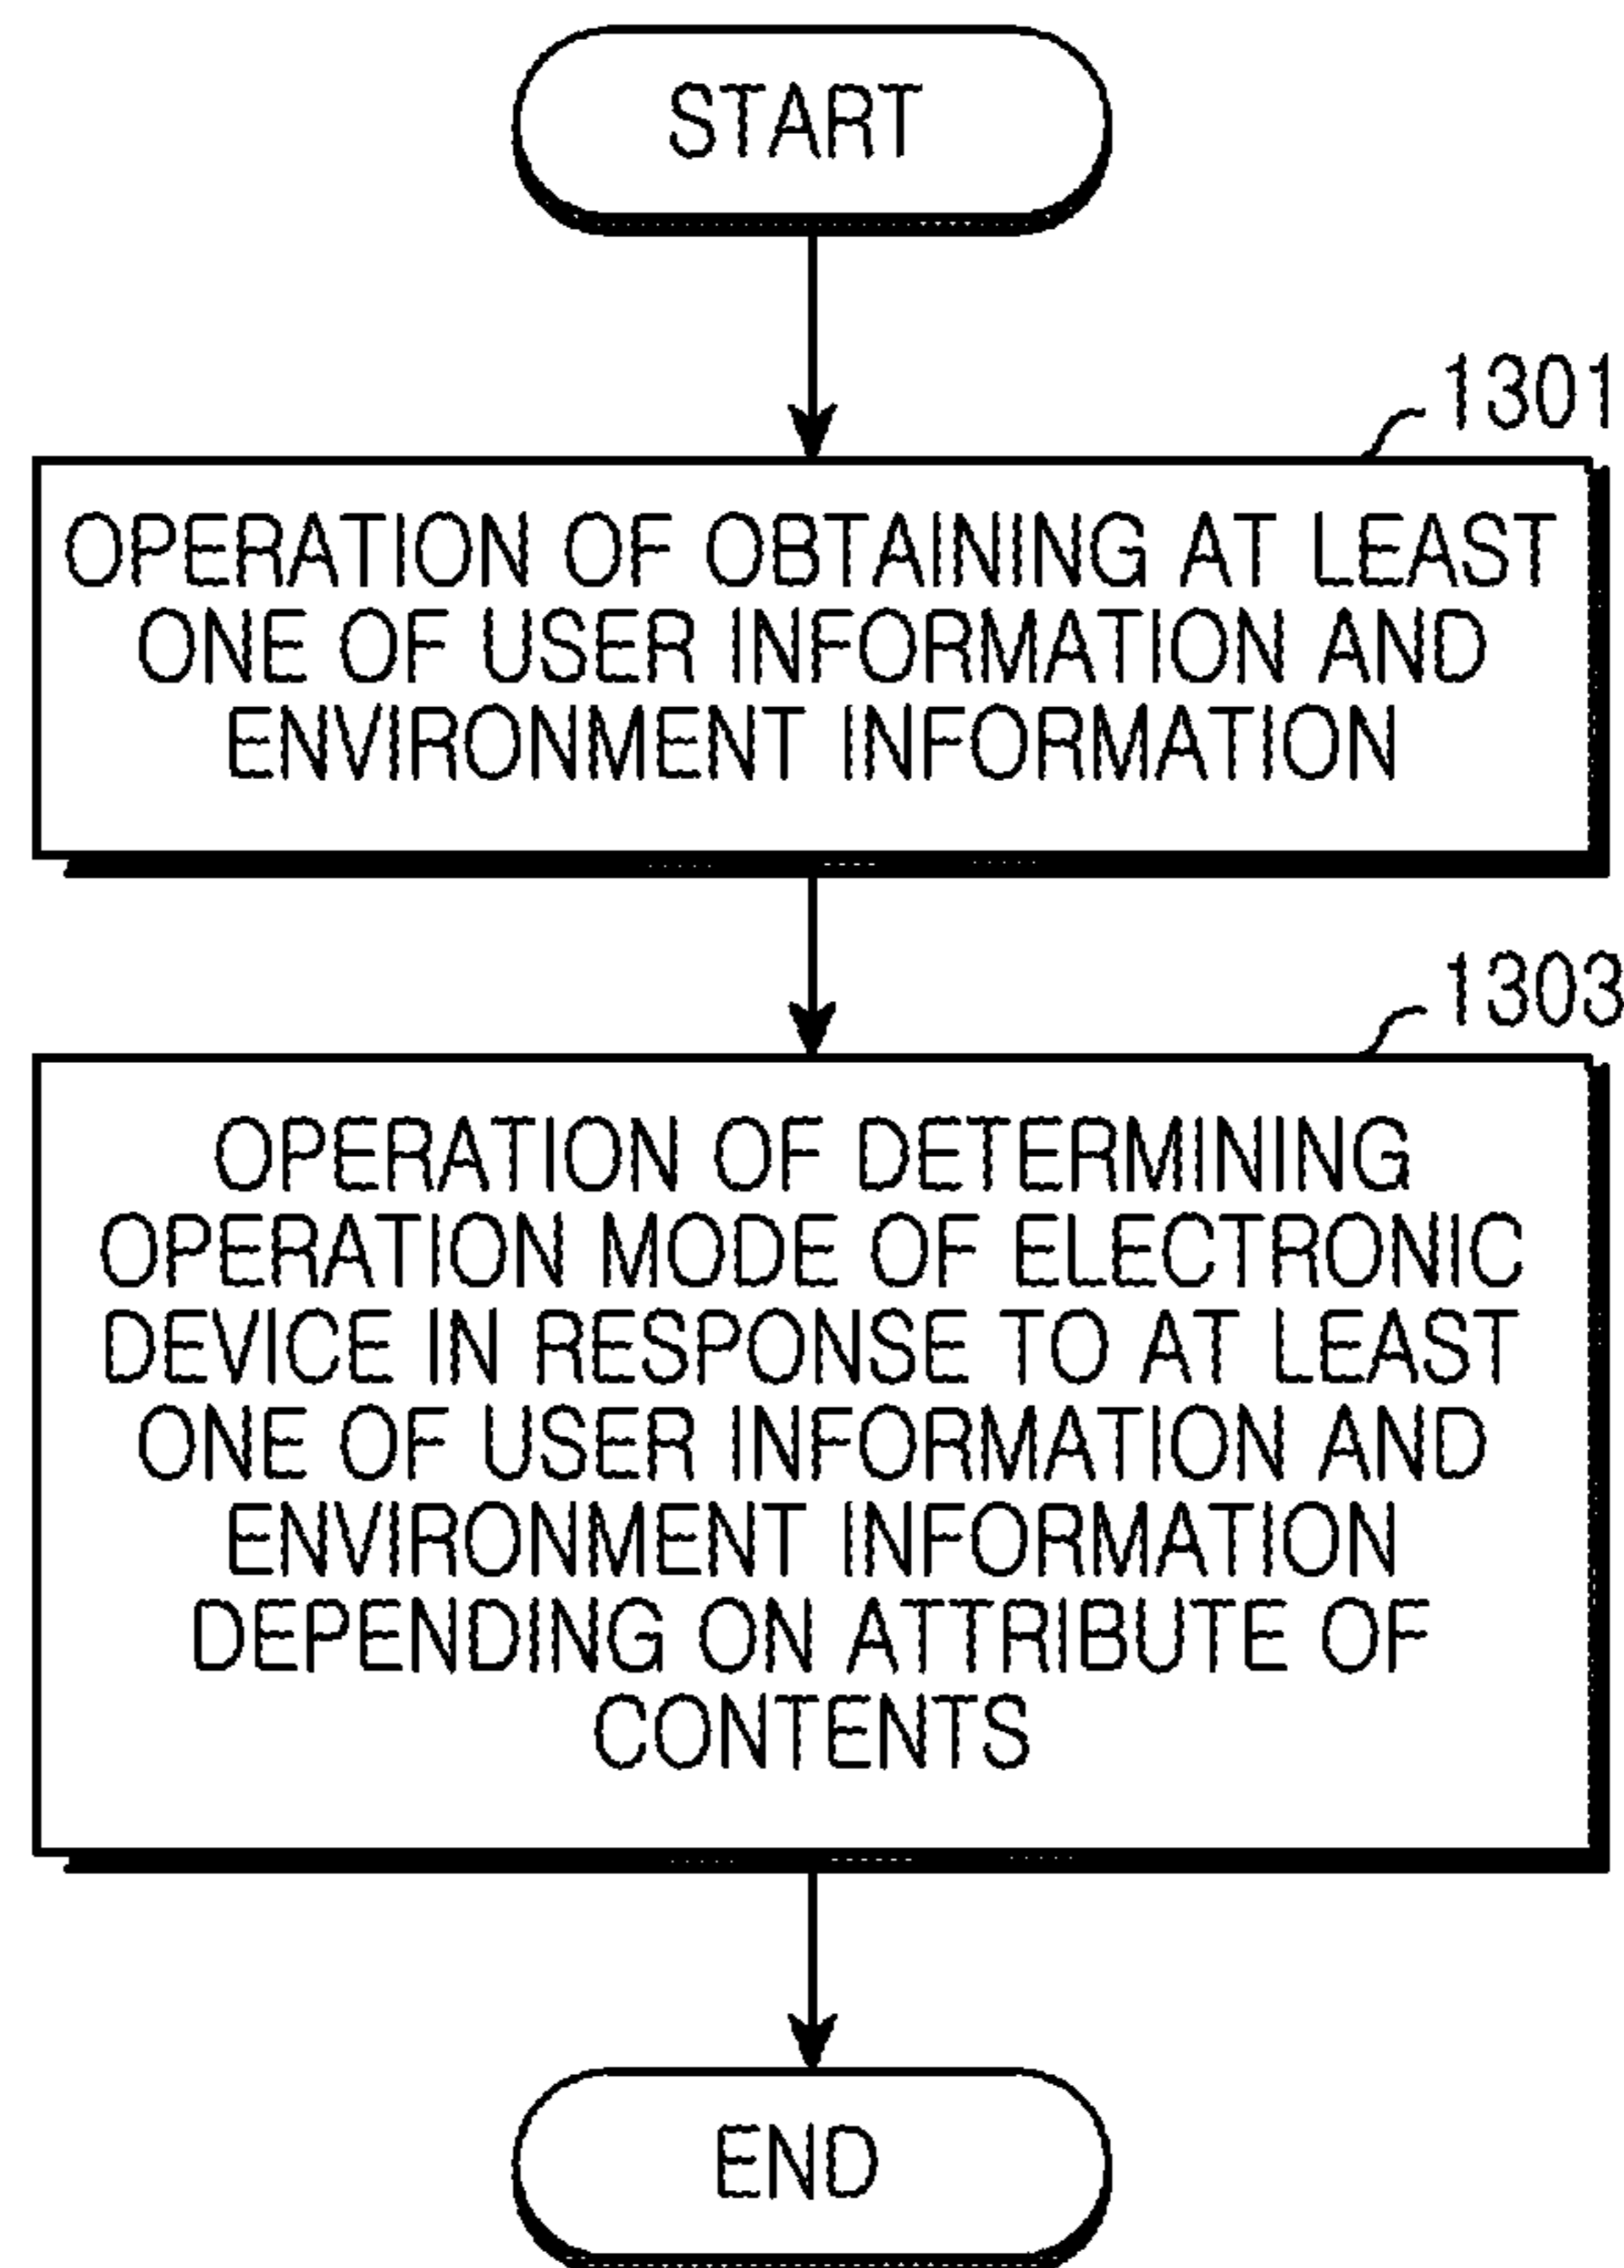 START
1301
OPERATION OF OBTAINING AT LEAST
ONE OF USER INFORMATION AND
ENVIRONMENT INFORMATION
1303
OPERATION OF DETERMINING
OPERATION MODE OF ELECTRONIC
DEVICE IN RESPONSE TO AT LEAST
ONE OF USER INFORMATION AND
ENVIRONMENT INFORMATION
DEPENDING ON ATTRIBUTE OF
CONTENTS
END